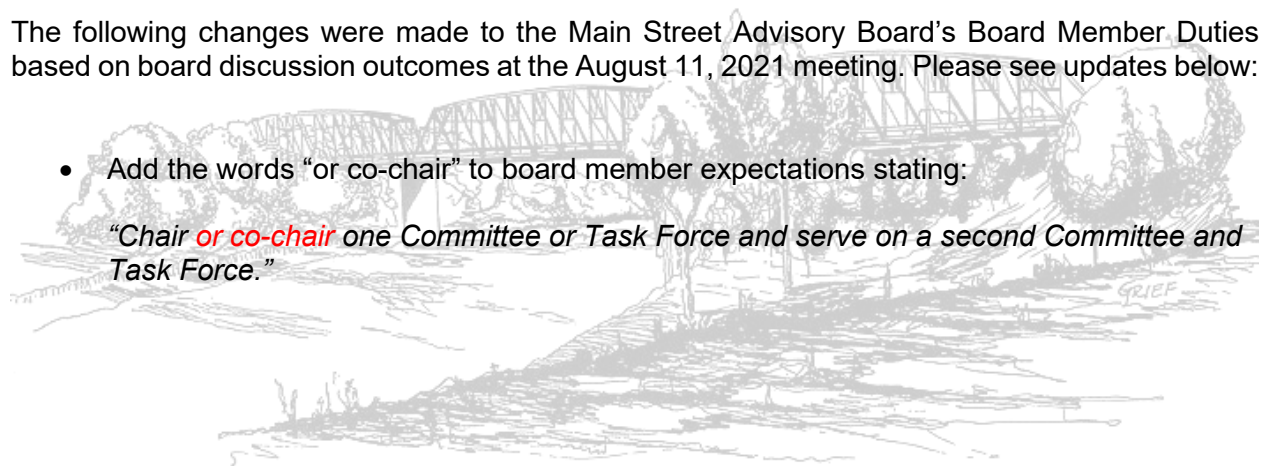 The following changes were made to the Main Street Advisory Board’s Board Member Duties
based on board discussion outcomes at the August 11, 2021 meeting. Please see updates below:
• Add the words “or co-chair” to board member expectations stating:
“Chair or co-chair one Committee or Task Force and serve on a second Committee and
Task Force.”
GRIEF